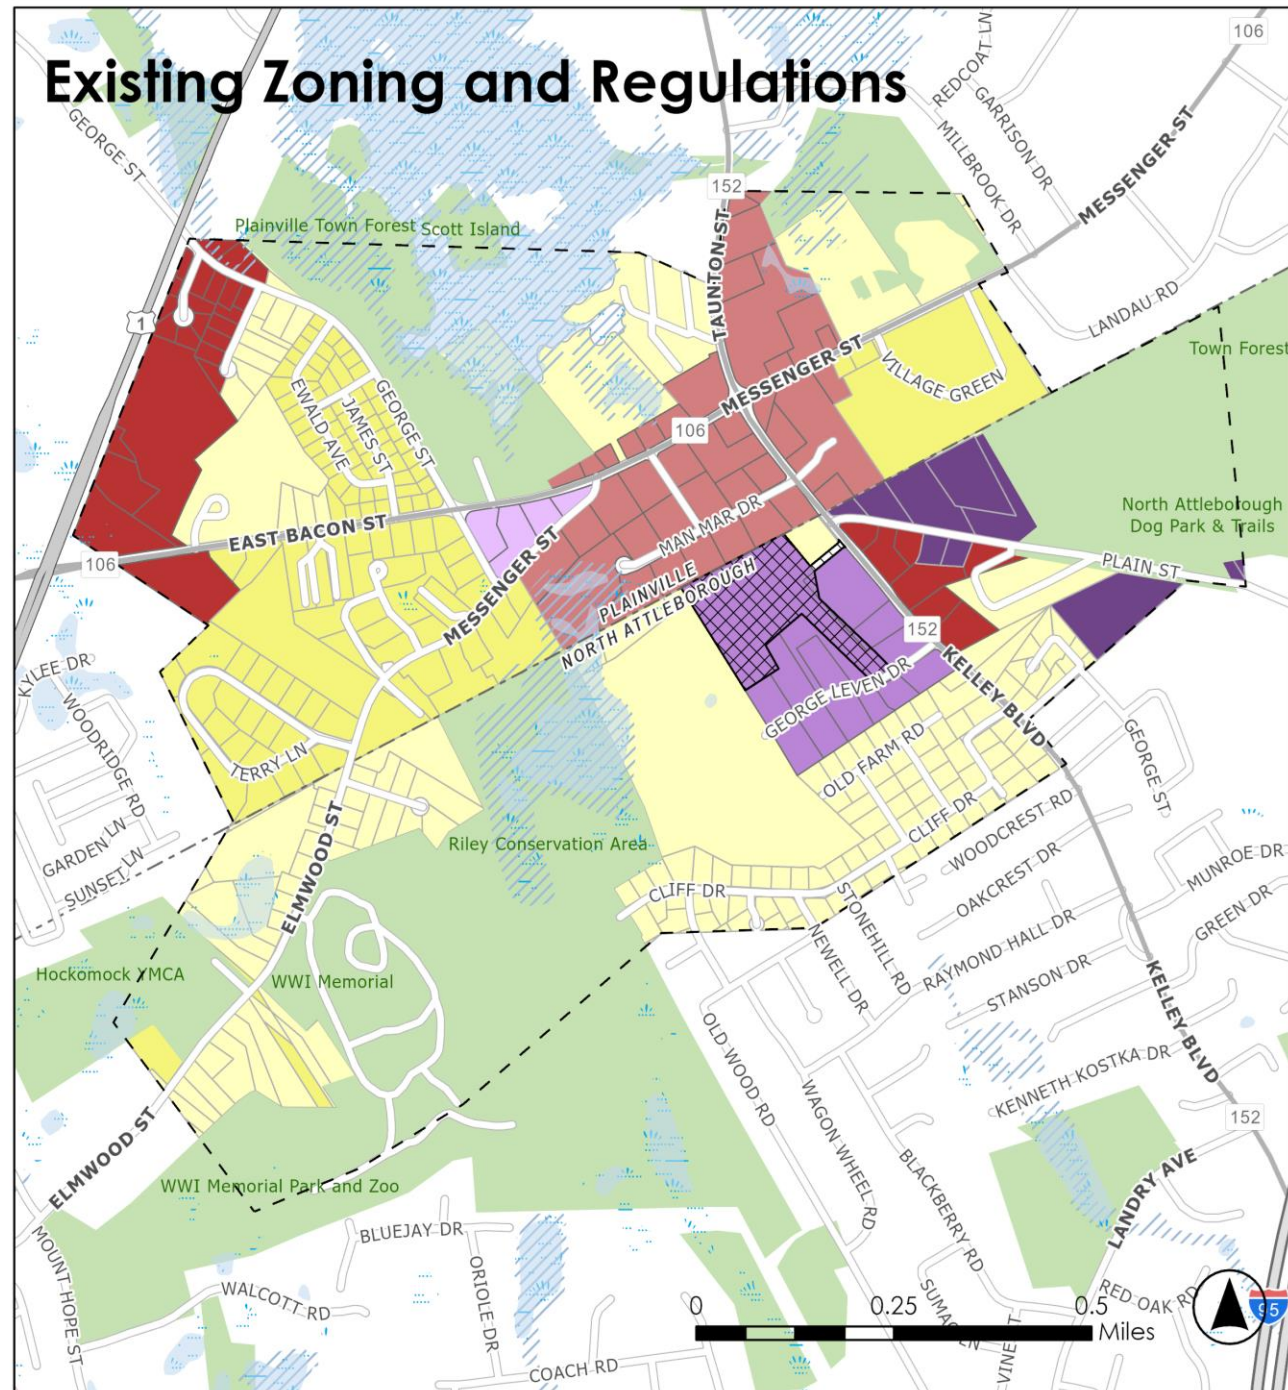 Existing Zoning and Regulations
106
REDCOAT LN
GARRISON DR
MILLBROOK DR
MESSENGER ST
GEORGE ST
152
Plainville Town Forest
Scott Island
TAUNTON ST
LANDAU RD
1
Town Forest
MESSENGER ST
VILLAGE GREEN
EWALD AVE
JAMES ST
GEORGE ST
106
North Attleborough
Dog Park & Trails
EAST BACON ST
MAN MAR DR
MESSENGER ST
106
PLAIN ST
PLAINVILLE
NORTH ATTLEBOROUGH
152
KYLEE DR
WOODRIDGE RD
KELLEY BLVD
GEORGE LEVEN DR
TERRY LN
OLD FARM RD
GEORGE ST
GARDEN LN
SUNSET LN
ELMWOOD ST
Riley Conservation Area
CLIFF DR
WOODCREST RD
MUNROE DR
CLIFF DR
OAKCREST DR
GREEN DR
STONEHILL RD
NEWELL DR
RAYMOND HALL DR
Hockomock YMCA
WWI Memorial
STANSON DR
KELLEY BLVD
OLD WOOD RD
KENNETH KOSTKA DR
WAGON WHEEL RD
152
ELMWOOD ST
BLACKBERRY RD
LANDRY AVE
WWI Memorial Park and Zoo
BLUEJAY DR
MOUNT HOPE ST
WALCOTT RD
ORIOLE DR
RED OAK RD
0 0.25 0.5
Miles
95
COACH RD